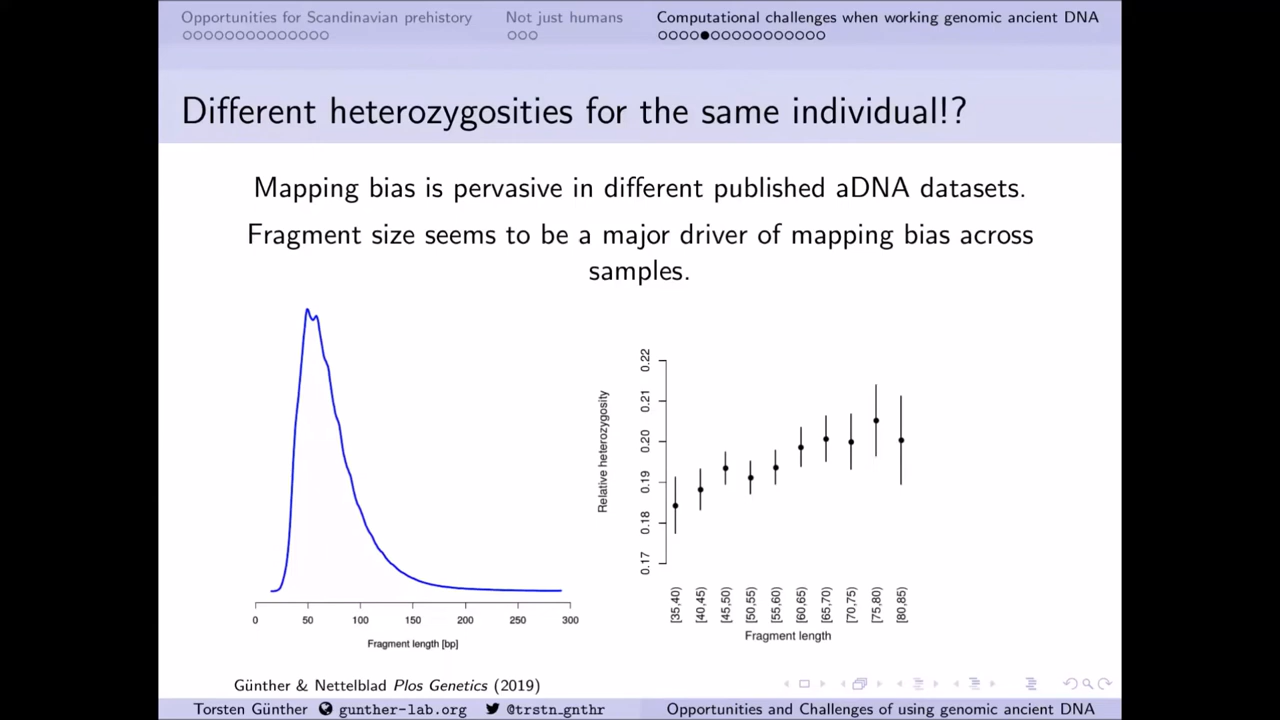 Opportunities for Scandinavian prehistory Not just humans Computational challenges when working genomic ancient DNA
Different heterozygosities for the same individual!?
Mapping bias is pervasive in different published aDNA datasets.
Fragment size seems to be a major driver of mapping bias across
samples.
0 50 100 150 200 250 300
Fragment length [bp]
Relative heterozygosity
0.22
0.21
0.20
0.19
0.18
0.17
[35,40) [40,45) [45,50) [50,55) [55,60) [60,65) [65,70) [70,75) [75,80) [80,85)
Fragment length
Günther & Nettelblad Plos Genetics (2019)
Torsten Günther gunther-lab.org @trstn_gnthr Opportunities and Challenges of using genomic ancient DNA